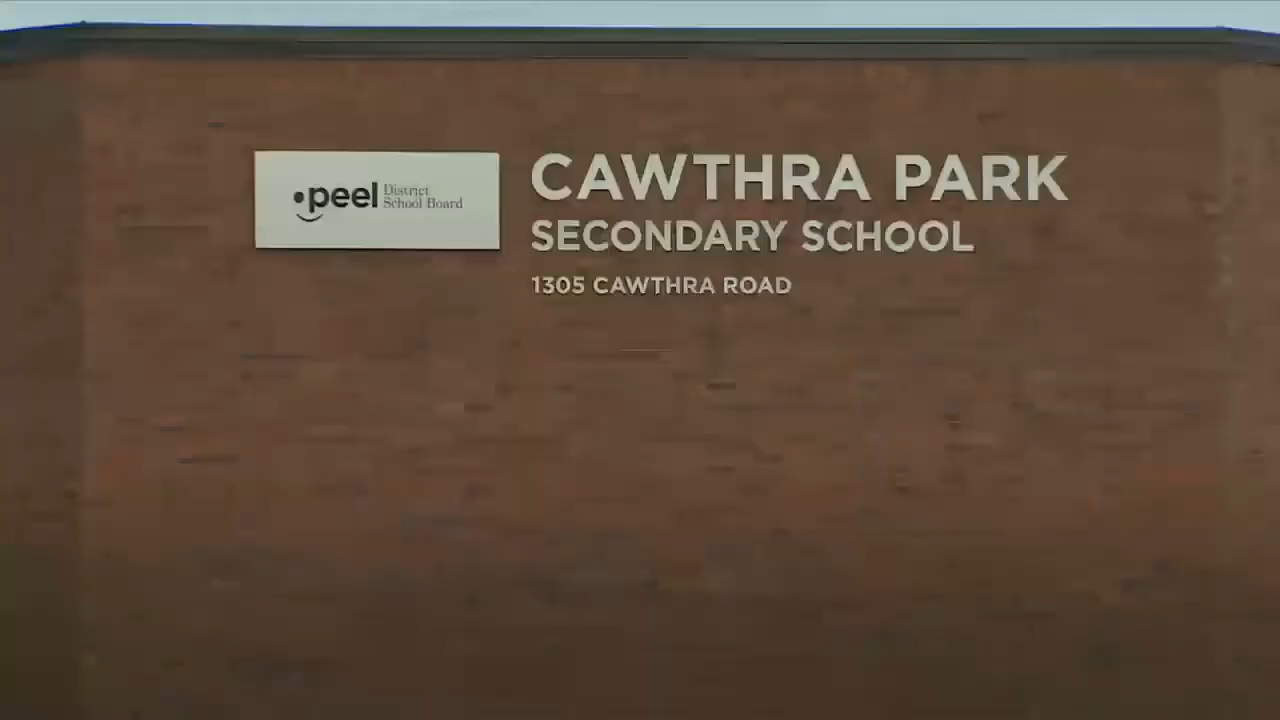 peel District School Board
CAWTHRA PARK
SECONDARY SCHOOL
1305 CAWTHRA ROAD